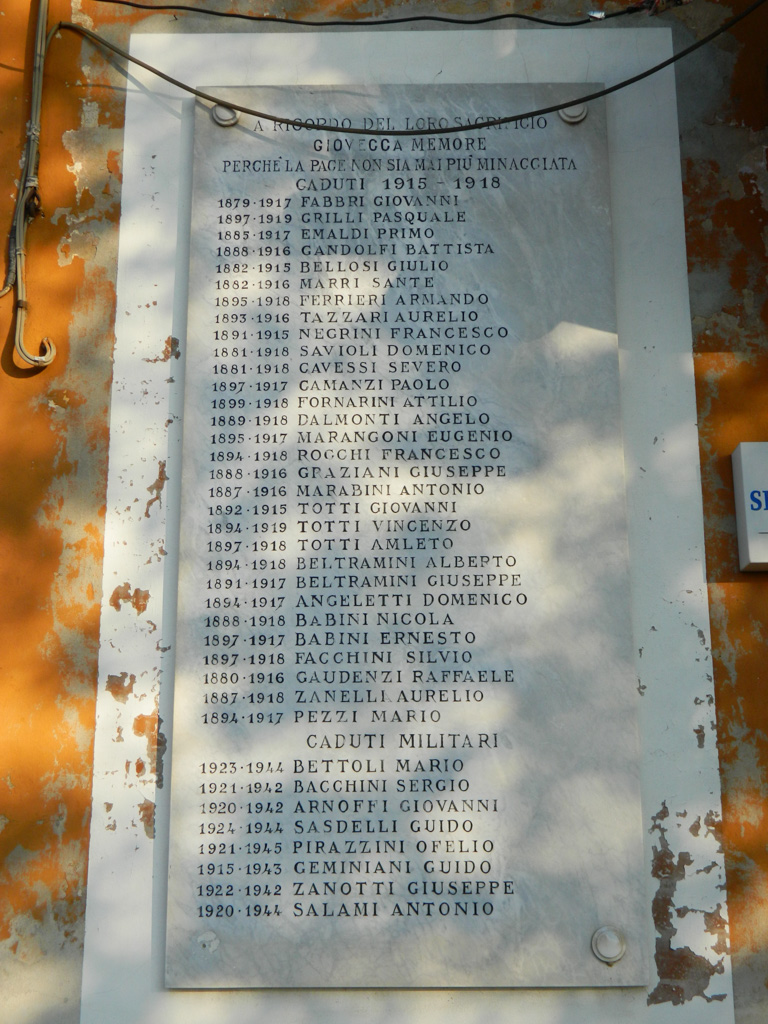 A RICORDO DEL LORO SACRIFICIO
GIOVECCA MEMORE
PERCHE' LA PACE NON SIA MAI PIU' MINACCIATA
CADUTI 1915 - 1918
1879 · 1917 FABBRI GIOVANNI
1897 · 1919 GRILLI PASQUALE
1885 · 1917 EMALDI PRIMO
1888 · 1916 GANDOLFI BATTISTA
1882 · 1915 BELLOSI GIULIO
1882 · 1916 MARRI SANTE
1895 · 1918 FERRIERI ARMANDO
1893 · 1916 TAZZARI AURELIO
1891 · 1915 NEGRINI FRANCESCO
1881 · 1918 SAVIOLI DOMENICO
1881 · 1918 CAVESSI SEVERO
1897 · 1917 CAMANZI PAOLO
1899 · 1918 FORNARINI ATTILIO
1889 · 1918 DALMONTI ANGELO
1895 · 1917 MARANGONI EUGENIO
1894 · 1918 ROCCHI FRANCESCO
1888 · 1916 GRAZIANI GIUSEPPE
1887 · 1916 MARABINI ANTONIO
1892 · 1915 TOTTI GIOVANNI
1894 · 1919 TOTTI VINCENZO
1897 · 1918 TOTTI AMLETO
1894 · 1918 BELTRAMINI ALBERTO
1891 · 1917 BELTRAMINI GIUSEPPE
1894 · 1917 ANGELETTI DOMENICO
1888 · 1918 BABINI NICOLA
1897 · 1917 BABINI ERNESTO
1897 · 1918 FACCHINI SILVIO
1880 · 1916 GAUDENZI RAFFAELE
1887 · 1918 ZANELLI AURELIO
1894 · 1917 PEZZI MARIO
CADUTI MILITARI
1923 · 1944 BETTOLI MARIO
1921 · 1942 BACCHINI SERGIO
1920 · 1942 ARNOFFI GIOVANNI
1924 · 1944 SASDELLI GUIDO
1921 · 1945 PIRAZZINI OFELIO
1915 · 1943 GEMINIANI GUIDO
1922 · 1942 ZANOTTI GIUSEPPE
1920 · 1944 SALAMI ANTONIO